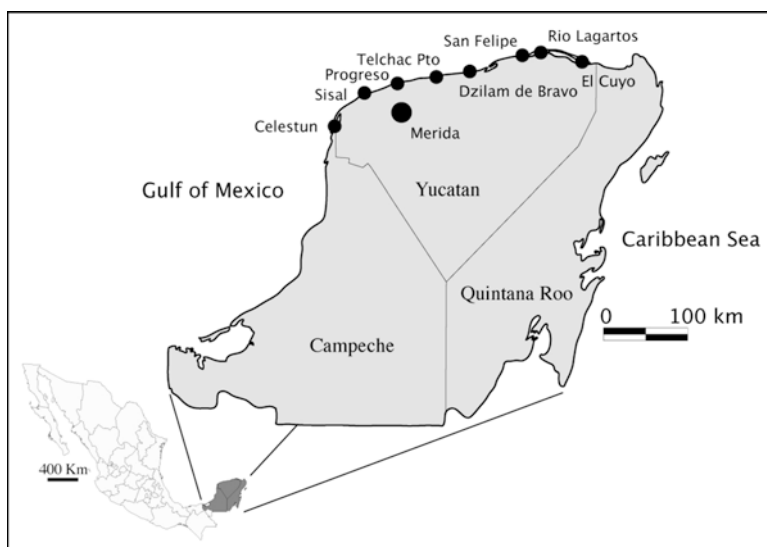 San Felipe
Rio Lagartos
Telchac Pto
Progreso
Sisal
El Cuyo
Dzilam de Bravo
Celestun
Merida
Gulf of Mexico
Yucatan
Caribbean Sea
Quintana Roo
0 100 km
Campeche
400 Km